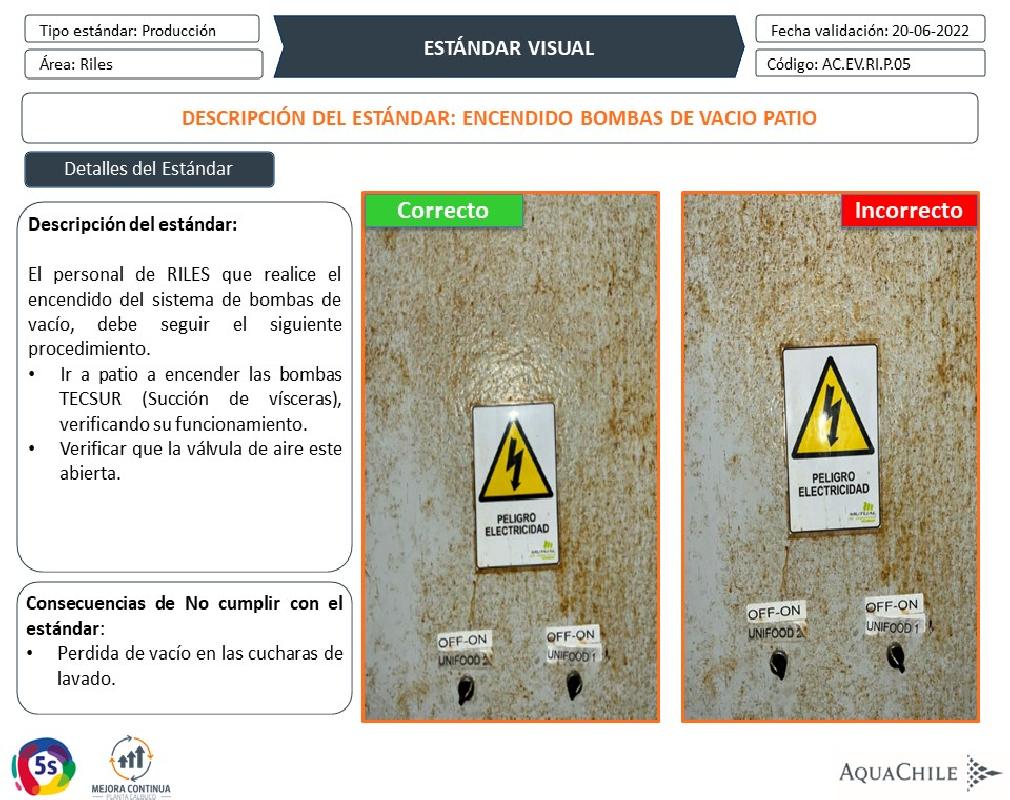 Tipo estándar: Producción
Área: Riles
ESTÁNDAR VISUAL
Fecha validación: 20-06-2022
Código: AC.EV.RI.P.05
DESCRIPCIÓN DEL ESTÁNDAR: ENCENDIDO BOMBAS DE VACIO PATIO
Detalles del Estándar
Descripción del estándar:
El personal de RILES que realice el
encendido del sistema de bombas de
vacío, debe seguir el siguiente
procedimiento.
• Ir a patio a encender las bombas
TECSUR (Succión de vísceras),
verificando su funcionamiento.
• Verificar que la válvula de aire este
abierta.
Consecuencias de No cumplir con el
estándar:
• Perdida de vacío en las cucharas de
lavado.
Correcto
PELIGRO
ELECTRICIDAD
MUTUAL
OFF-ON
UNIFOOD 2
OFF-ON
UNIFOOD 1
Incorrecto
PELIGRO
ELECTRICIDAD
MUTUAL
OFF-ON
UNIFOOD 2
OFF-ON
UNIFOOD 1
5s
MEJORA CONTINUA
PLANTA CALBUCO
AQUACHILE